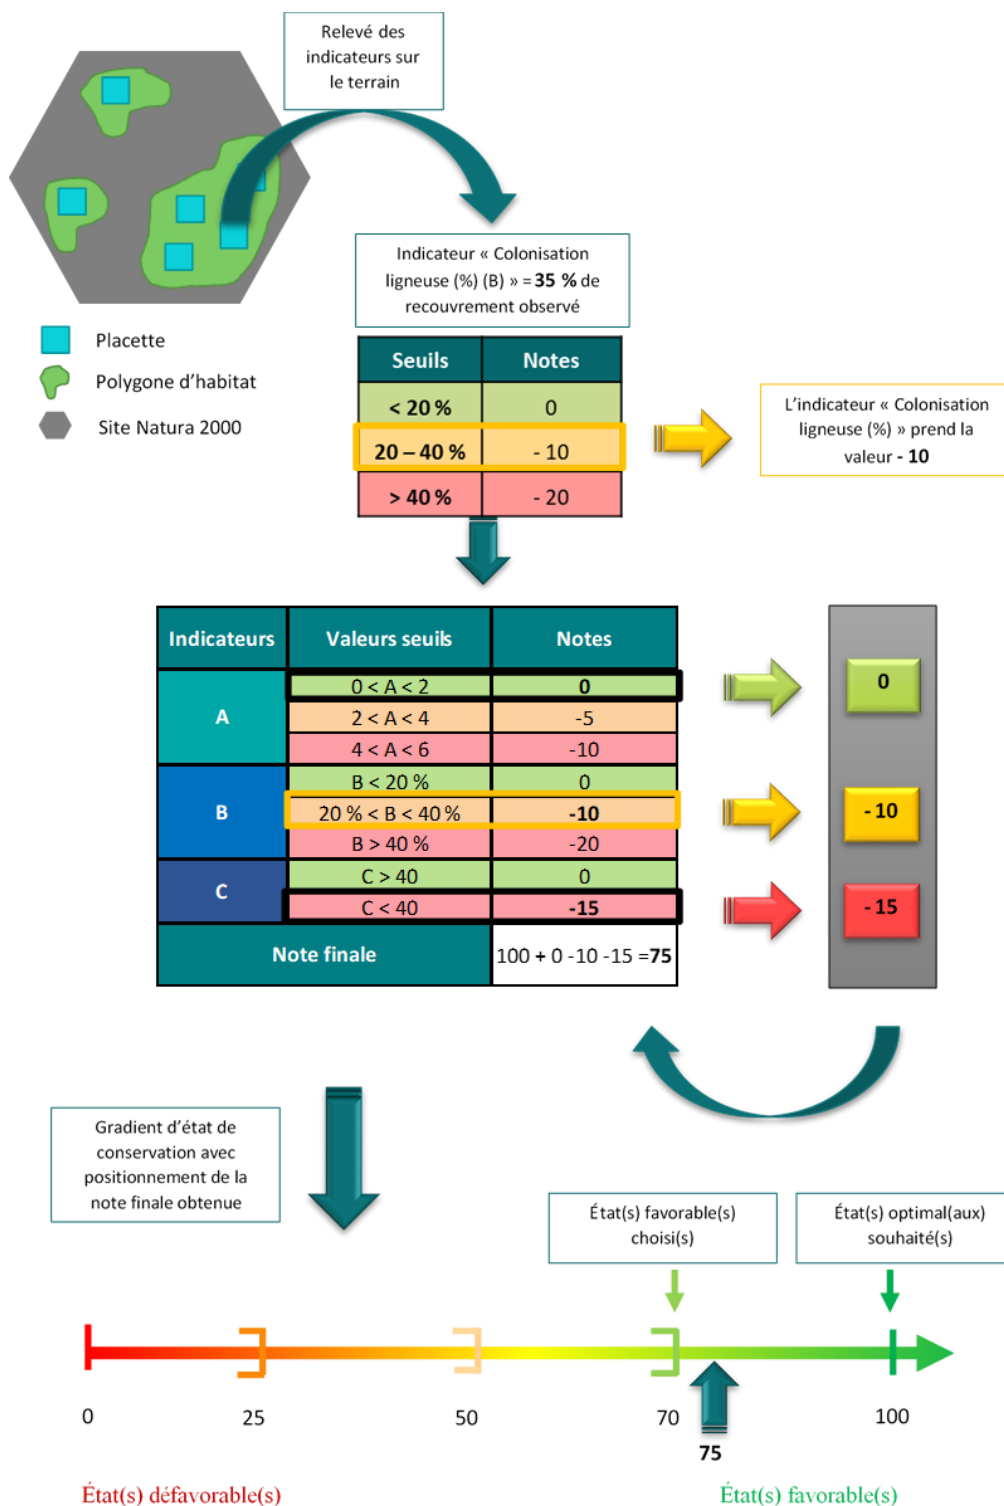 Relevé des
indicateurs sur
le terrain
Indicateur « Colonisation
ligneuse (%) (B) » = 35 % de
recouvrement observé
Placette
Polygone d'habitat
Site Natura 2000
Seuils Notes
< 20 % 0
20 – 40 % - 10
> 40 % - 20
L'indicateur « Colonisation
ligneuse (%) » prend la
valeur - 10
Indicateurs Valeurs seuils Notes
A
0 < A < 2 0
2 < A < 4 -5
4 < A < 6 -10
B
B < 20 % 0
20 % < B < 40 % -10
B > 40 % -20
C
C > 40 0
C < 40 -15
Note finale 100 + 0 -10 -15 =75
0
- 10
- 15
Gradient d'état de
conservation avec
positionnement de la
note finale obtenue
État(s) favorable(s)
choisi(s)
État(s) optimal(aux)
souhaité(s)
0 25 50 70 100
75
État(s) défavorable(s) État(s) favorable(s)